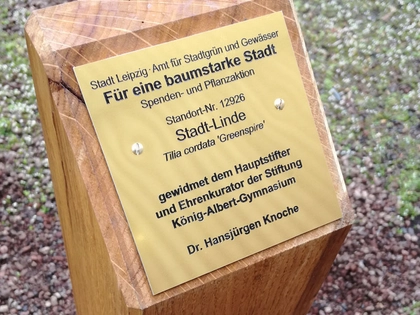 Stadt Leipzig · Amt für Stadtgrün und Gewässer
Für eine baumstarke Stadt
Spenden- und Pflanzaktion
Standort-Nr. 12926
Stadt-Linde
Tilia cordata 'Greenspire'
gewidmet dem Hauptstifter
und Ehrenkurator der Stiftung
König-Albert-Gymnasium
Dr. Hansjürgen Knoche